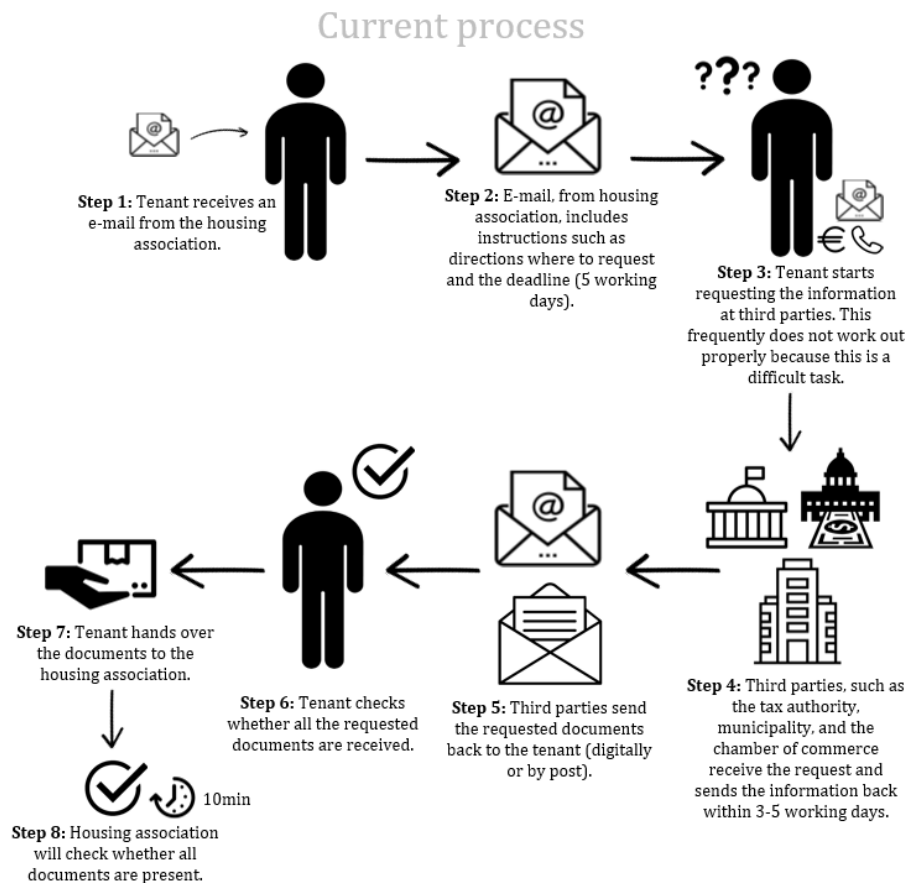 Current process
Step 1: Tenant receives an
e-mail from the housing
association.
Step 2: E-mail, from housing
association, includes
instructions such as
directions where to request
and the deadline (5 working
days).
???
Step 3: Tenant starts
requesting the information
at third parties. This
frequently does not work out
properly because this is a
difficult task.
Step 4: Third parties, such as
the tax authority,
municipality, and the
chamber of commerce
receive the request and
sends the information back
within 3-5 working days.
Step 5: Third parties send
the requested documents
back to the tenant (digitally
or by post).
Step 6: Tenant checks
whether all the requested
documents are received.
Step 7: Tenant hands over
the documents to the
housing association.
10min
Step 8: Housing association
will check whether all
documents are present.